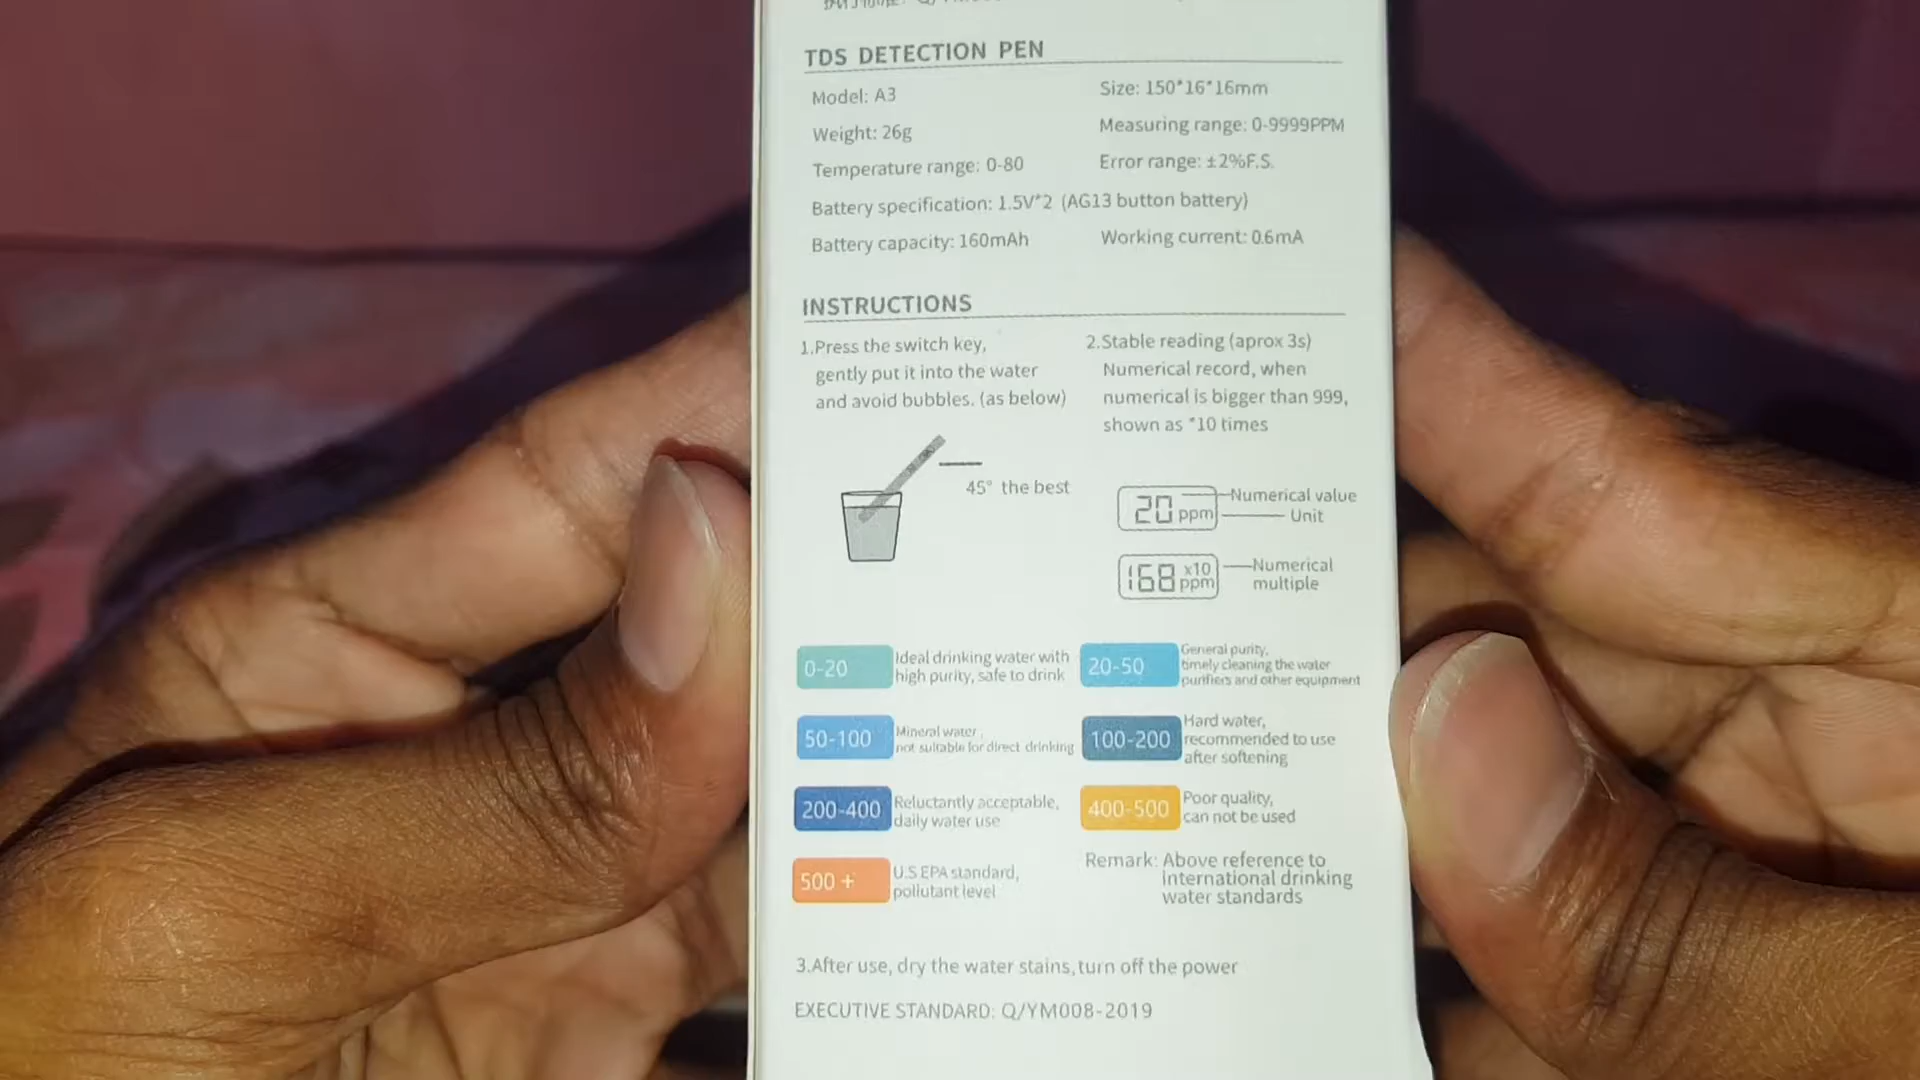 TDS DETECTION PEN
Model: A3
Size: 150*16*16mm
Weight: 26g
Measuring range: 0-9999PPM
Temperature range: 0-80
Error range: ±2%F.S.
Battery specification: 1.5V*2 (AG13 button battery)
Battery capacity: 160mAh
Working current: 0.6mA
INSTRUCTIONS
1.Press the switch key,
gently put it into the water
and avoid bubbles. (as below)
2.Stable reading (aprox 3s)
Numerical record, when
numerical is bigger than 999,
shown as *10 times
45° the best
20 ppm
Numerical value
Unit
168 x10 ppm
Numerical
multiple
0-20
Ideal drinking water with
high purity, safe to drink
20-50
General purity,
timely cleaning the water
purifiers and other equipment
50-100
Mineral water,
not suitable for direct drinking
100-200
Hard water,
recommended to use
after softening
200-400
Reluctantly acceptable,
daily water use
400-500
Poor quality,
can not be used
500 +
U.S.EPA standard,
pollutant level
Remark: Above reference to
international drinking
water standards
3.After use, dry the water stains, turn off the power
EXECUTIVE STANDARD: Q/YM008-2019